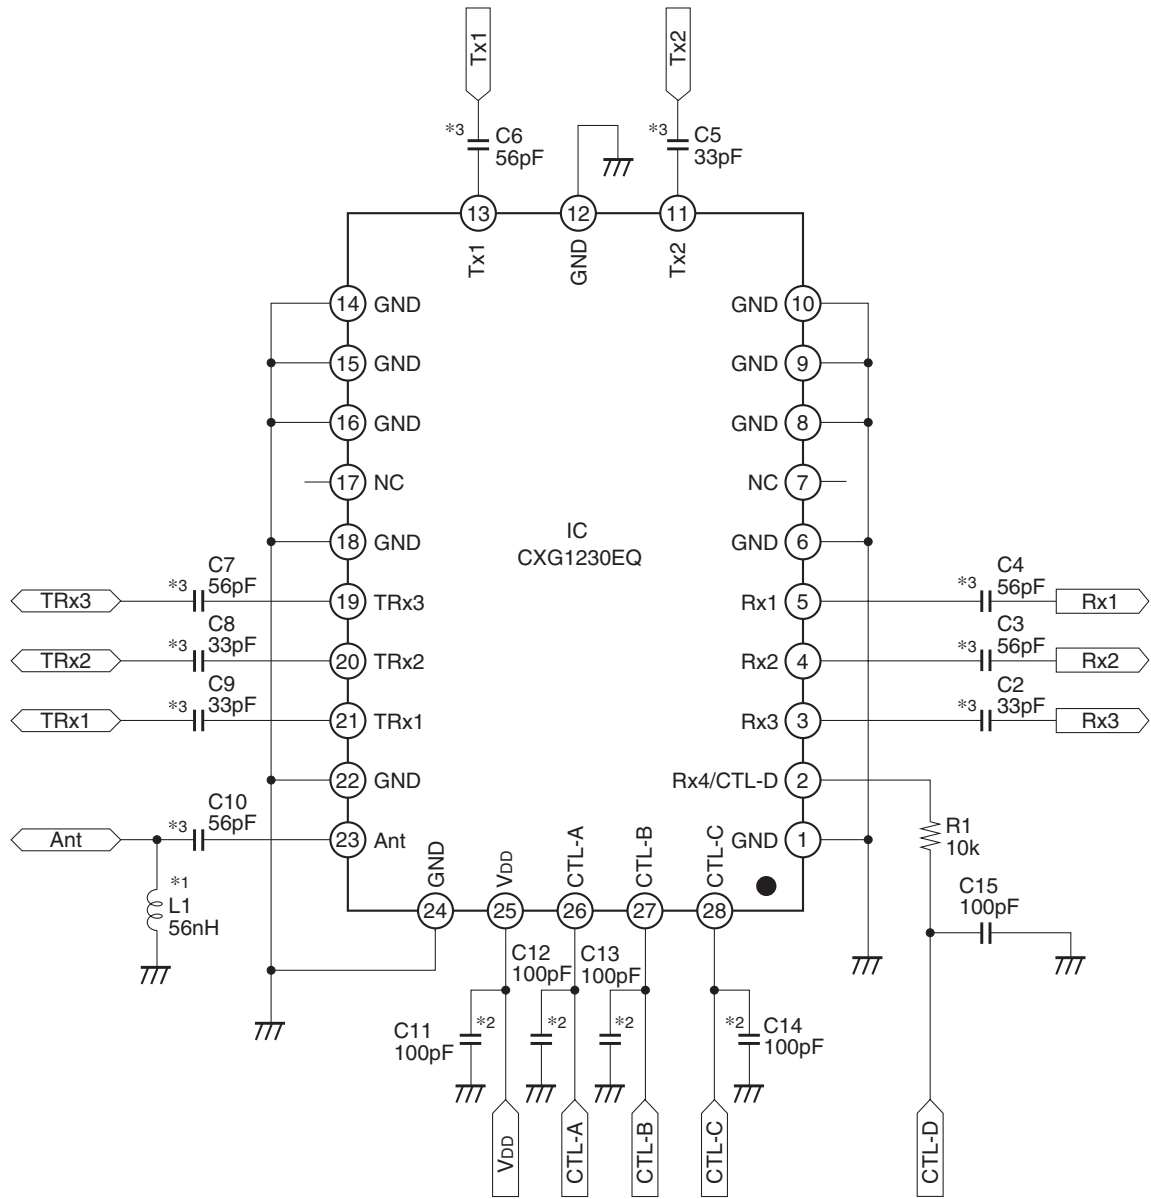 Tx1
Tx2
*3
C6
56pF
*3
C5
33pF
13
12
11
Tx1
GND
Tx2
14 GND
GND 10
15 GND
GND 9
16 GND
GND 8
17 NC
NC 7
IC
CXG1230EQ
18 GND
GND 6
C7
*3 56pF
TRx3
19 TRx3
Rx1 5
C4
*3 56pF
Rx1
C8
*3 33pF
TRx2
20 TRx2
Rx2 4
C3
*3 56pF
Rx2
C9
*3 33pF
TRx1
21 TRx1
Rx3 3
C2
*3 33pF
Rx3
22 GND
Rx4/CTL-D 2
C10
*3 56pF
Ant
23 Ant
GND 1
R1
10k
GND
VDD
CTL-A
CTL-B
CTL-C
*1
L1
56nH
24
25
26
27
28
C15
100pF
C12
100pF
C13
100pF
C11
100pF
*2
*2
*2
*2
C14
100pF
VDD
CTL-A
CTL-B
CTL-C
CTL-D